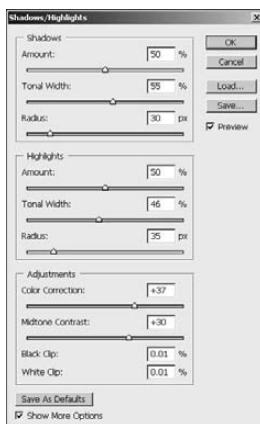 Shadows/Highlights
Shadows
Amount: 50 %
Tonal Width: 55 %
Radius: 30 px
Highlights
Amount: 50 %
Tonal Width: 46 %
Radius: 35 px
Adjustments
Color Correction: +37
Midtone Contrast: +30
Black Clip: 0.01 %
White Clip: 0.01 %
Save As Defaults
Show More Options
OK
Cancel
Load...
Save...
Preview